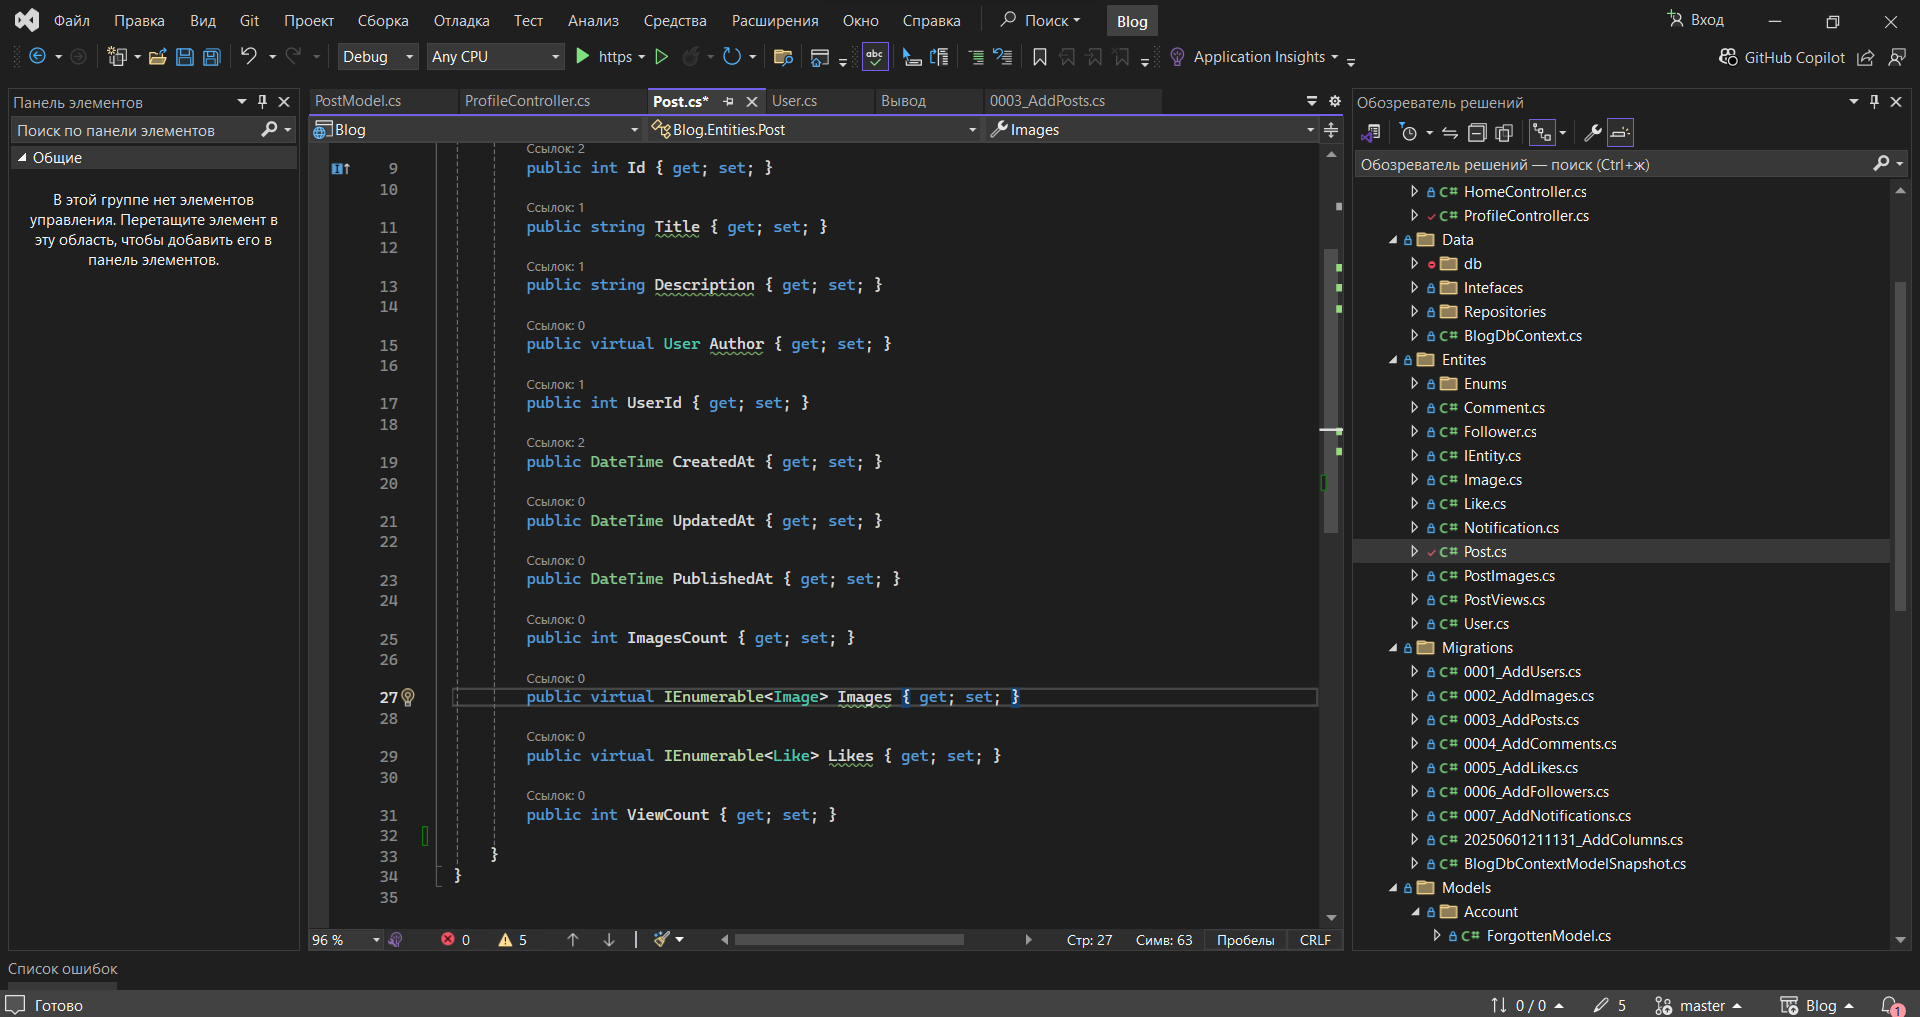 Файл Правка Вид Git Проект Сборка Отладка Тест Анализ Средства Расширения Окно Справка Поиск Blog Вход
Debug Any CPU https Application Insights GitHub Copilot
Панель элементов
Поиск по панели элементов
Общие
В этой группе нет элементов
управления. Перетащите элемент в
эту область, чтобы добавить его в
панель элементов.
PostModel.cs ProfileController.cs Post.cs* User.cs Вывод 0003_AddPosts.cs
Blog Blog.Entities.Post Images
Ссылок: 2
9 public int Id { get; set; }
10
Ссылок: 1
11 public string Title { get; set; }
12
Ссылок: 1
13 public string Description { get; set; }
14
Ссылок: 0
15 public virtual User Author { get; set; }
16
Ссылок: 1
17 public int UserId { get; set; }
18
Ссылок: 2
19 public DateTime CreatedAt { get; set; }
20
Ссылок: 0
21 public DateTime UpdatedAt { get; set; }
22
Ссылок: 0
23 public DateTime PublishedAt { get; set; }
24
Ссылок: 0
25 public int ImagesCount { get; set; }
26
Ссылок: 0
27 public virtual IEnumerable<Image> Images { get; set; }
28
Ссылок: 0
29 public virtual IEnumerable<Like> Likes { get; set; }
30
Ссылок: 0
31 public int ViewCount { get; set; }
32
33 }
34 }
35
96 % 0 5 Стр: 27 Симв: 63 Пробелы CRLF
Обозреватель решений
Обозреватель решений — поиск (Ctrl+ж)
C# HomeController.cs
C# ProfileController.cs
Data
db
Intefaces
Repositories
C# BlogDbContext.cs
Entites
Enums
C# Comment.cs
C# Follower.cs
C# IEntity.cs
C# Image.cs
C# Like.cs
C# Notification.cs
C# Post.cs
C# PostImages.cs
C# PostViews.cs
C# User.cs
Migrations
C# 0001_AddUsers.cs
C# 0002_AddImages.cs
C# 0003_AddPosts.cs
C# 0004_AddComments.cs
C# 0005_AddLikes.cs
C# 0006_AddFollowers.cs
C# 0007_AddNotifications.cs
C# 20250601211131_AddColumns.cs
C# BlogDbContextModelSnapshot.cs
Models
Account
C# ForgottenModel.cs
Список ошибок
Готово 0 / 0 5 master Blog 1